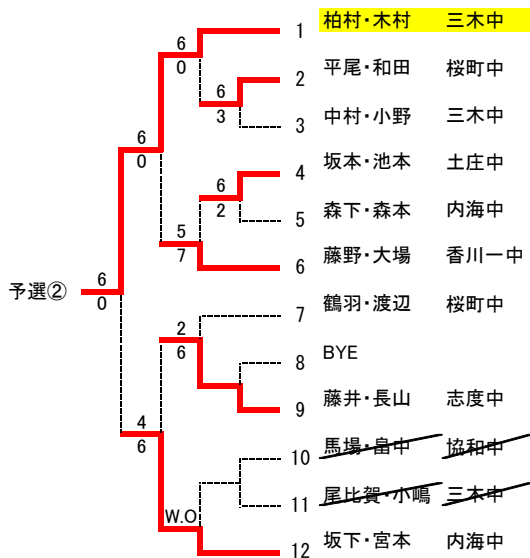 1 柏村・木村 三木中
6
0
2 平尾・和田 桜町中
6
3
3 中村・小野 三木中
6
0
4 坂本・池本 土庄中
6
2
5 森下・森本 内海中
5
7
6 藤野・大場 香川一中
予選② 6
0
7 鶴羽・渡辺 桜町中
2
6
8 BYE
9 藤井・長山 志度中
4
6
10 馬場・畠中 協和中
11 尾比賀・小嶋 三木中
W.O
12 坂下・宮本 内海中